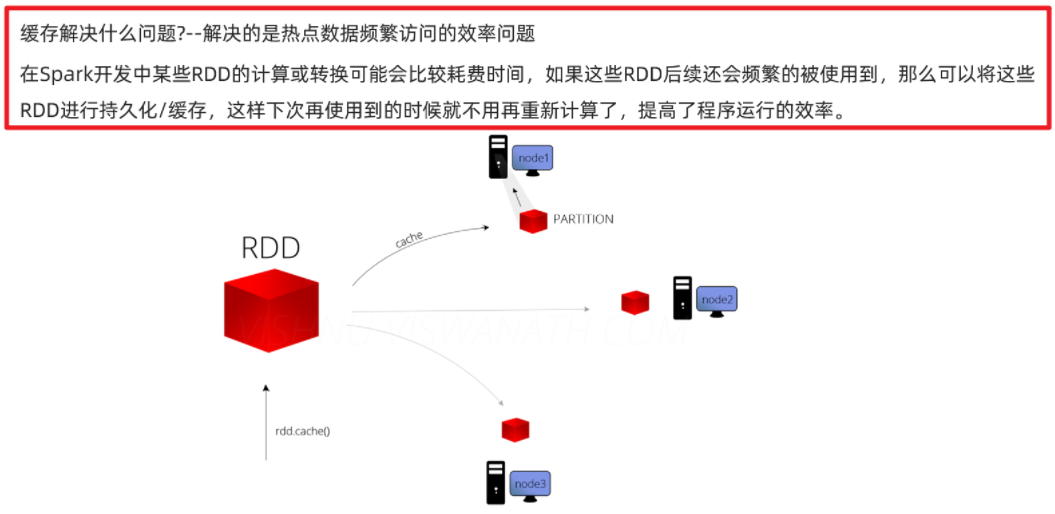 缓存解决什么问题?--解决的是热点数据频繁访问的效率问题
在Spark开发中某些RDD的计算或转换可能会比较耗费时间，如果这些RDD后续还会频繁的被使用到，那么可以将这些
RDD进行持久化/缓存，这样下次再使用到的时候就不用再重新计算了，提高了程序运行的效率。
node1
PARTITION
cache
RDD
node2
VISHNU VISWANATH COM
rdd.cache()
node3